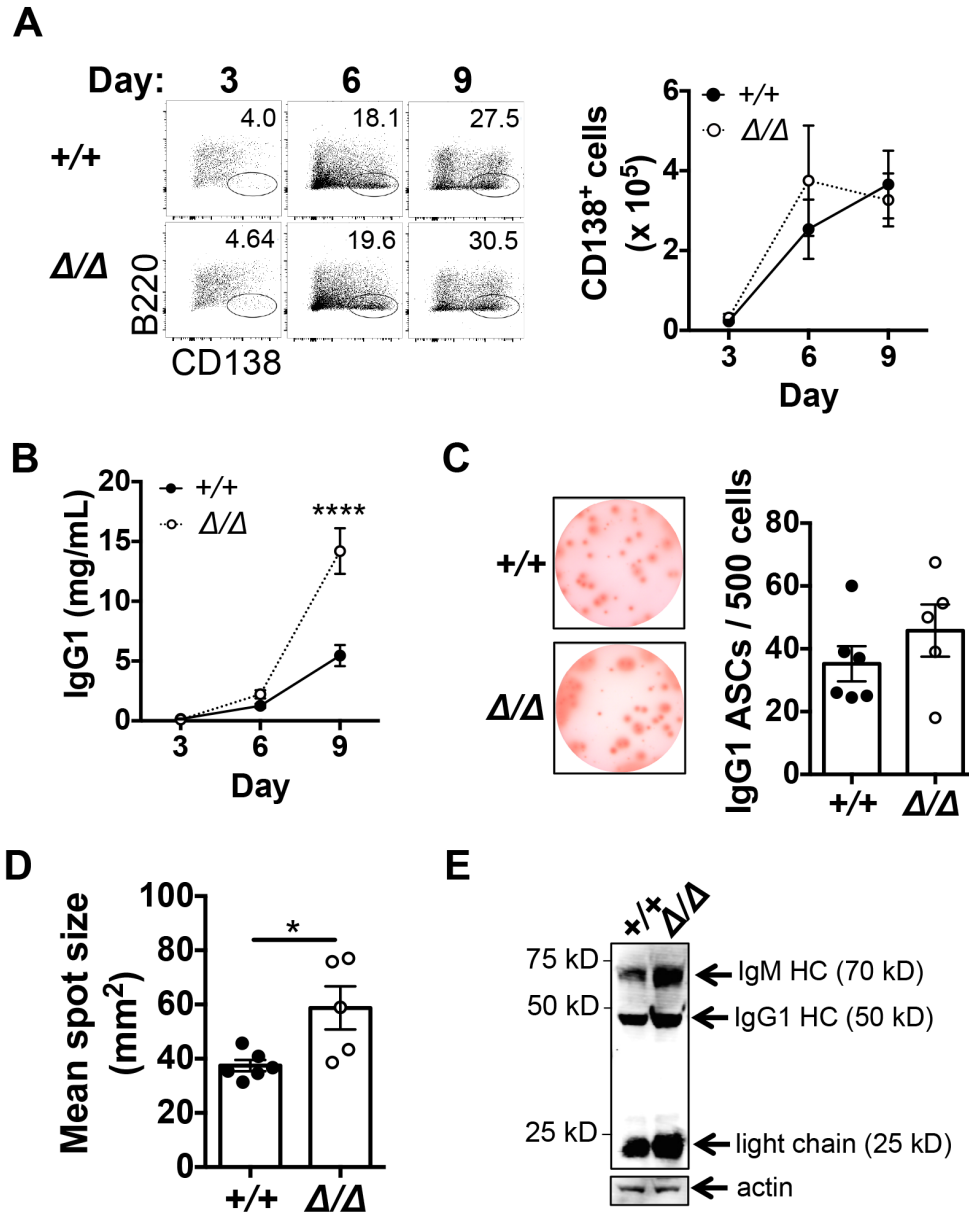 A
Day: 3 6 9
+/+
4.0 18.1 27.5
Δ/Δ
4.64 19.6 30.5
B220
CD138
CD138+ cells
(x 10⁵)
+/+
Δ/Δ
6
4
2
0
3 6 9
Day
B
IgG1 (mg/mL)
+/+
Δ/Δ
****
20
15
10
5
0
3 6 9
Day
C
+/+
Δ/Δ
IgG1 ASCs / 500 cells
80
60
40
20
0
+/+ Δ/Δ
D
Mean spot size
(mm²)
100
80
60
40
20
0
*
+/+ Δ/Δ
E
+/+ Δ/Δ
75 kD
50 kD
25 kD
IgM HC (70 kD)
IgG1 HC (50 kD)
light chain (25 kD)
actin